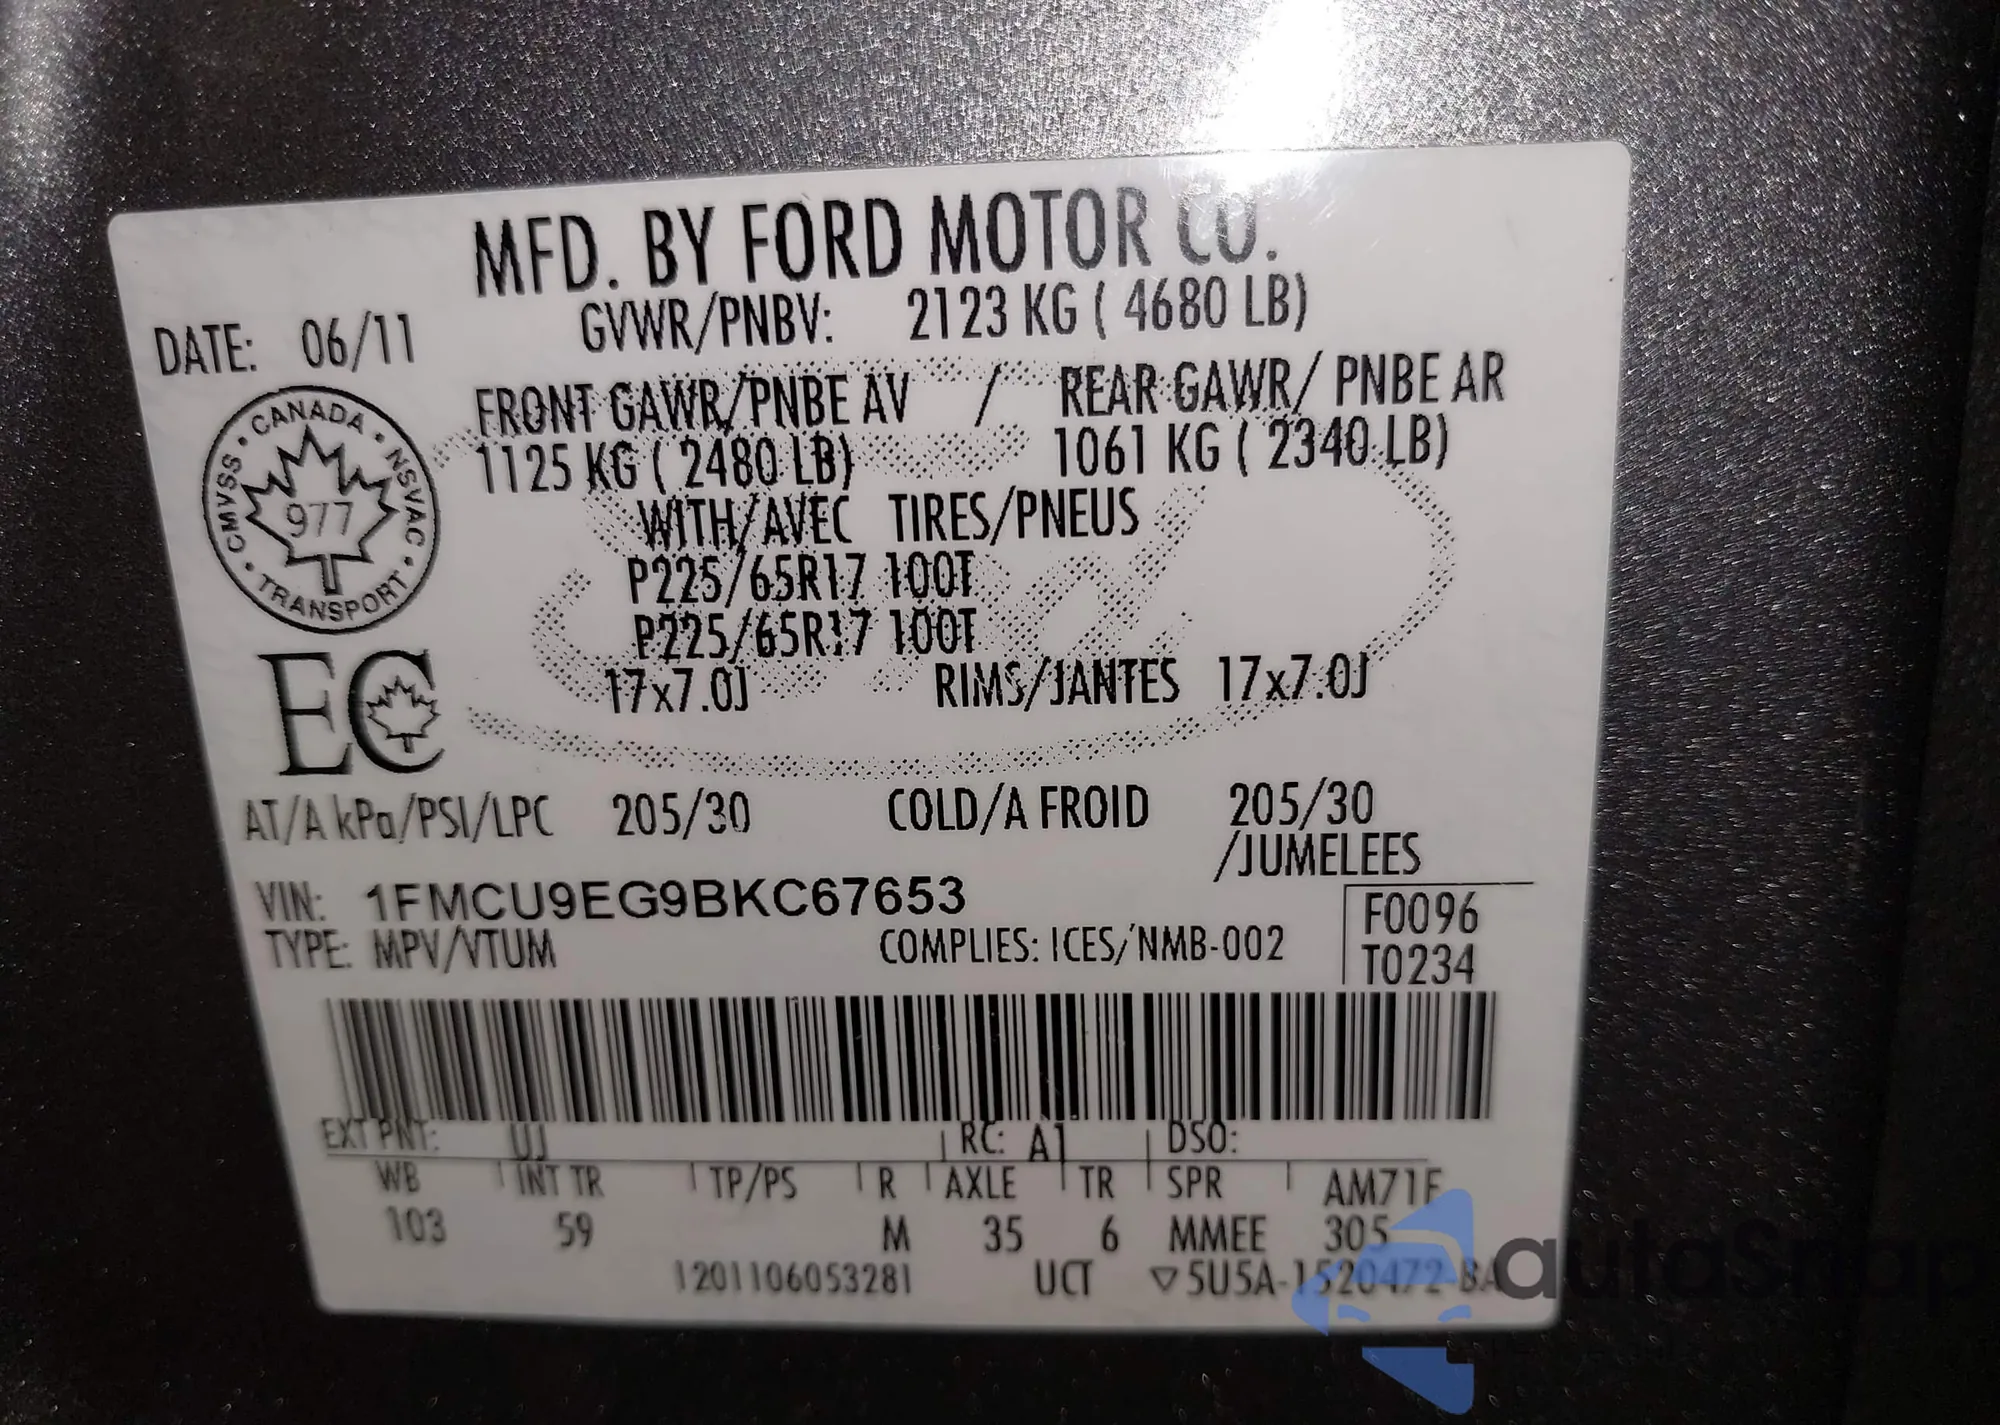 MFD. BY FORD MOTOR CO.
DATE: 06/11 GVWR/PNBV: 2123 KG ( 4680 LB)
FRONT GAWR/PNBE AV / REAR GAWR/ PNBE AR
1125 KG ( 2480 LB) 1061 KG ( 2340 LB)
WITH/AVEC TIRES/PNEUS
P225/65R17 100T
P225/65R17 100T
17x7.0J RIMS/JANTES 17x7.0J
CANADA • NSVAC • TRANSPORT • CMVSS •
977
EC
AT/A kPa/PSI/LPC 205/30 COLD/A FROID 205/30
/JUMELEES
VIN: 1FMCU9EG9BKC67653
TYPE: MPV/VTUM COMPLIES: ICES/NMB-002
F0096
T0234
EXT PNT: UJ RC: A1 DSO:
WB INT TR TP/PS R AXLE TR SPR AM71F
103 59 M 35 6 MMEE 305
1201106053281 UCT ▽5U5A-1520472-BA
autaSnap